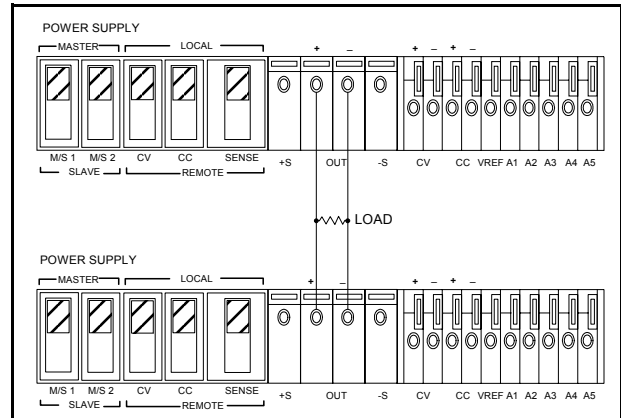 POWER SUPPLY
MASTER LOCAL
+ – + – + –
M/S 1 M/S 2 CV CC SENSE +S OUT -S CV CC VREF A1 A2 A3 A4 A5
SLAVE REMOTE
LOAD
POWER SUPPLY
MASTER LOCAL
+ – + – + –
M/S 1 M/S 2 CV CC SENSE +S OUT -S CV CC VREF A1 A2 A3 A4 A5
SLAVE REMOTE